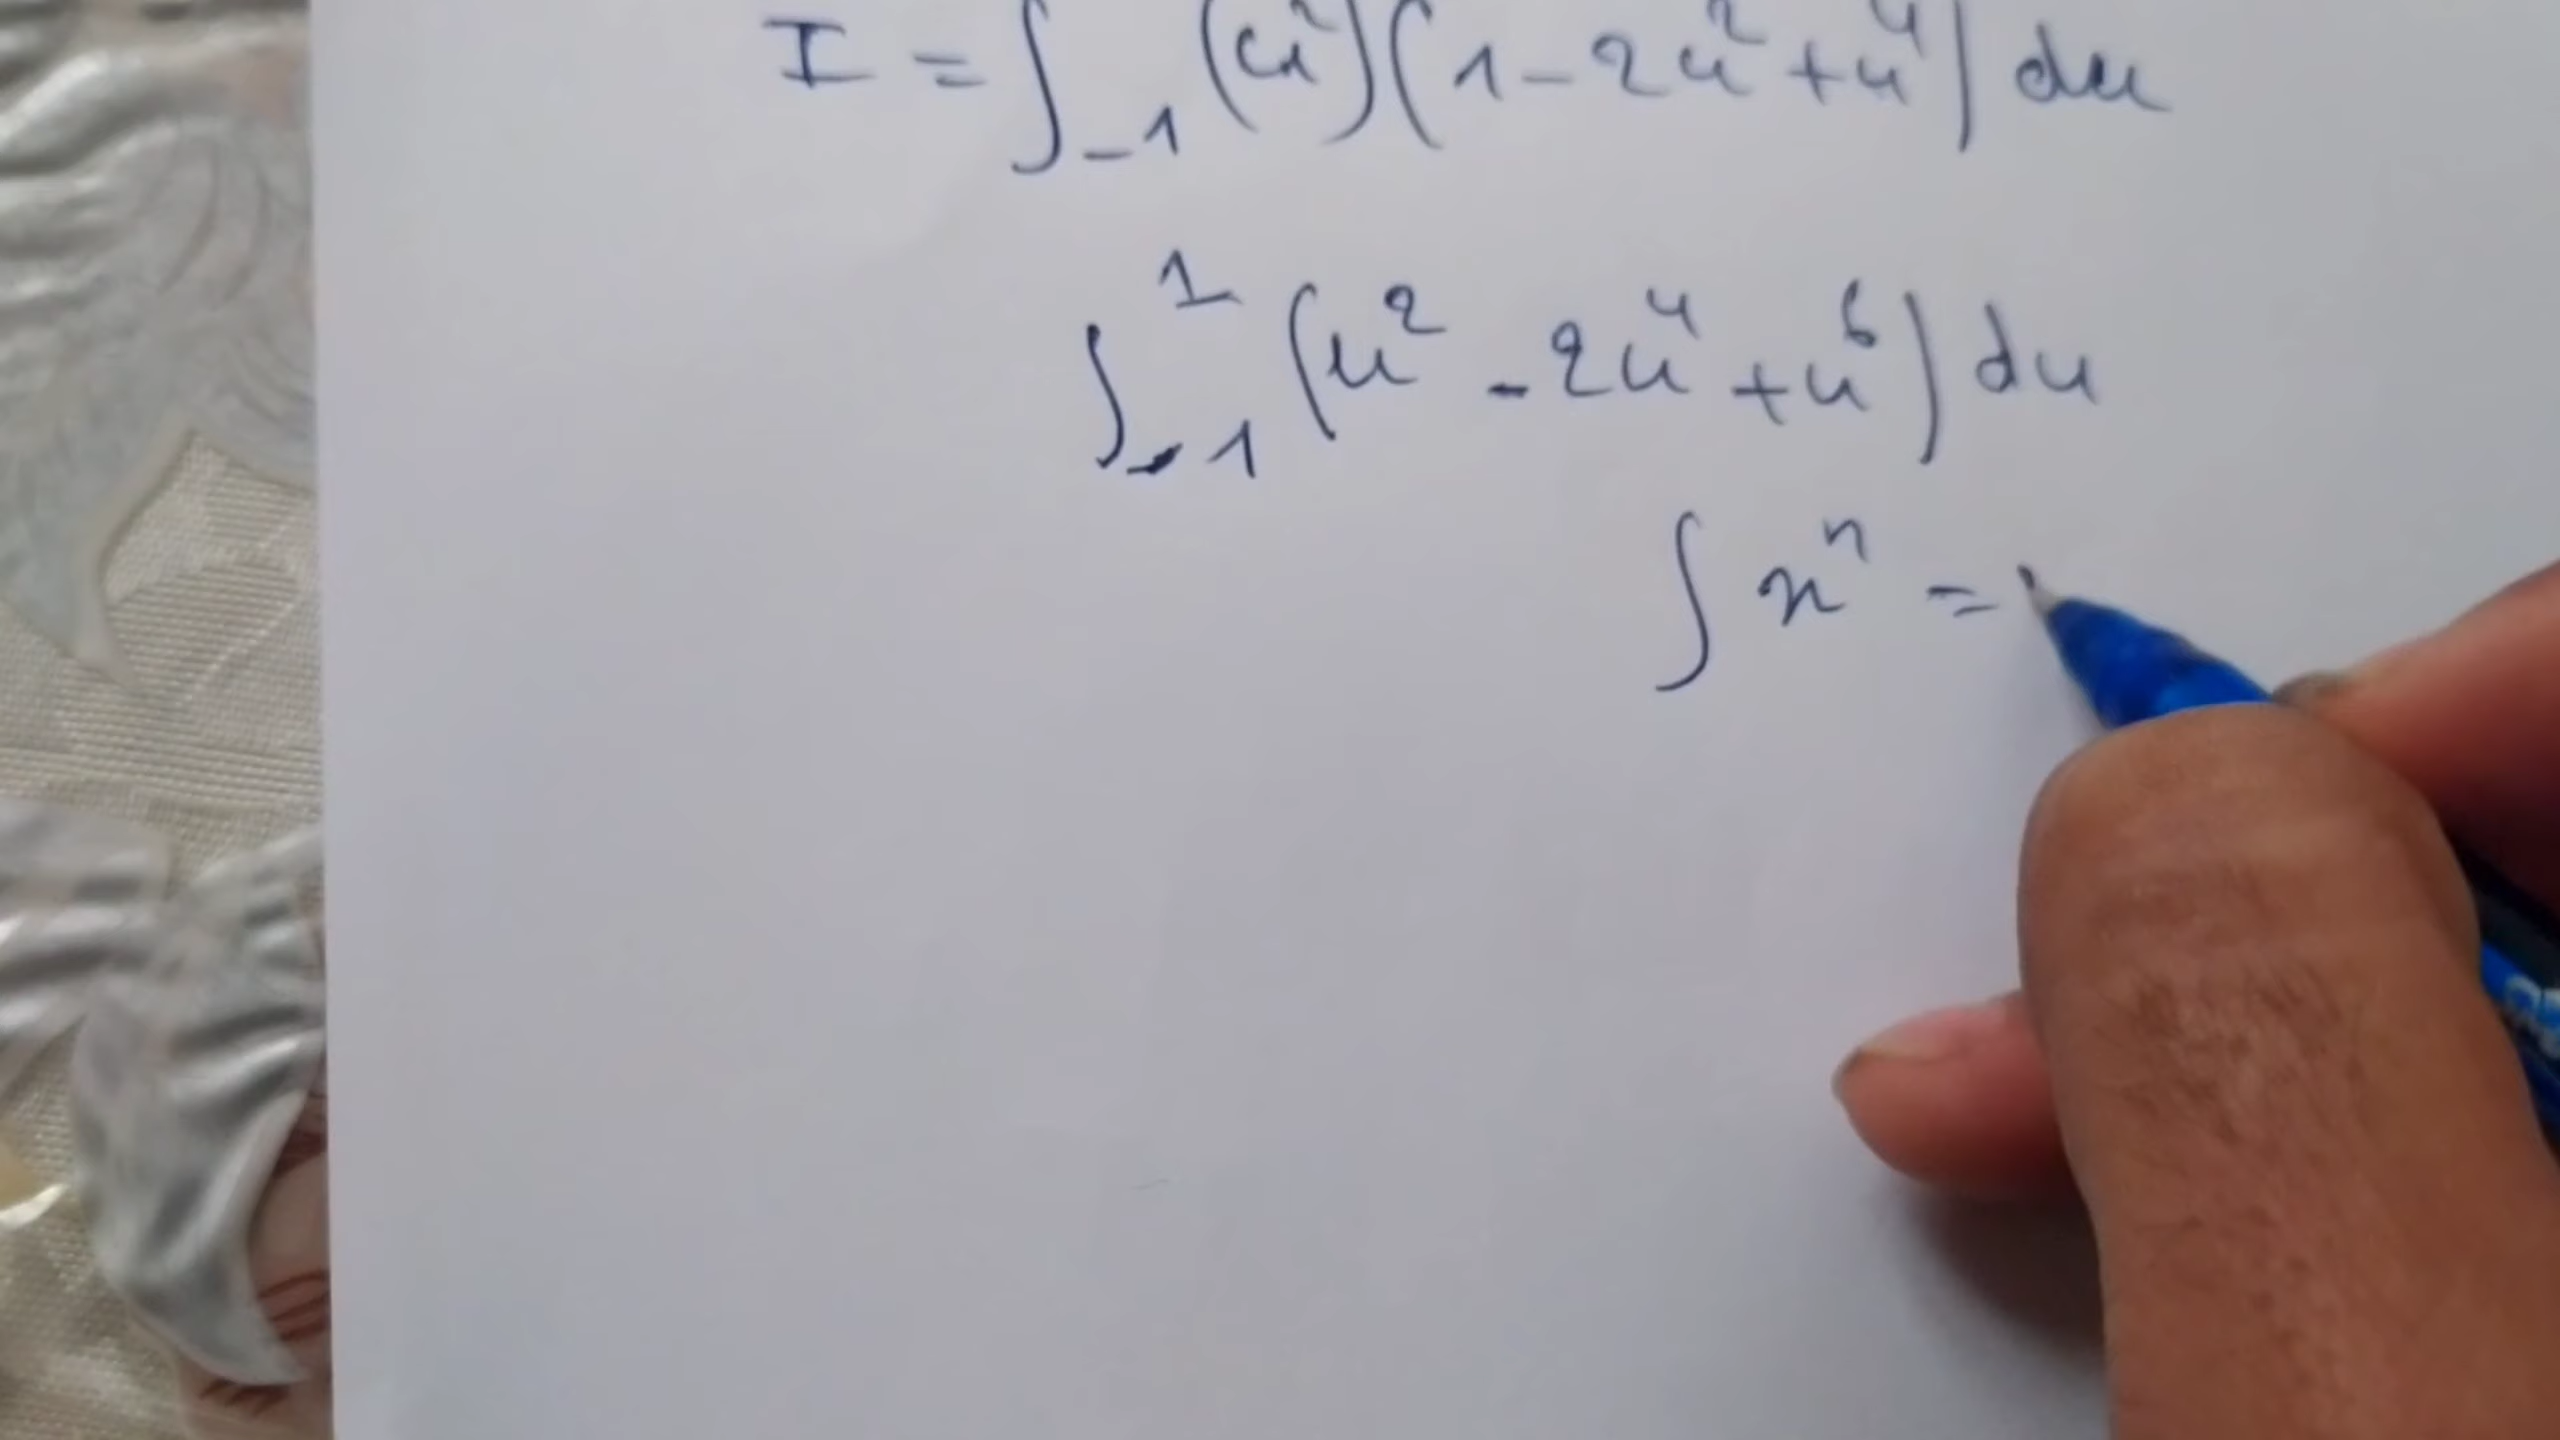 I = ∫₋₁ (u²)(1 - 2u² + u⁴) du
∫₋₁¹ (u² - 2u⁴ + u⁶) du
∫ xⁿ =